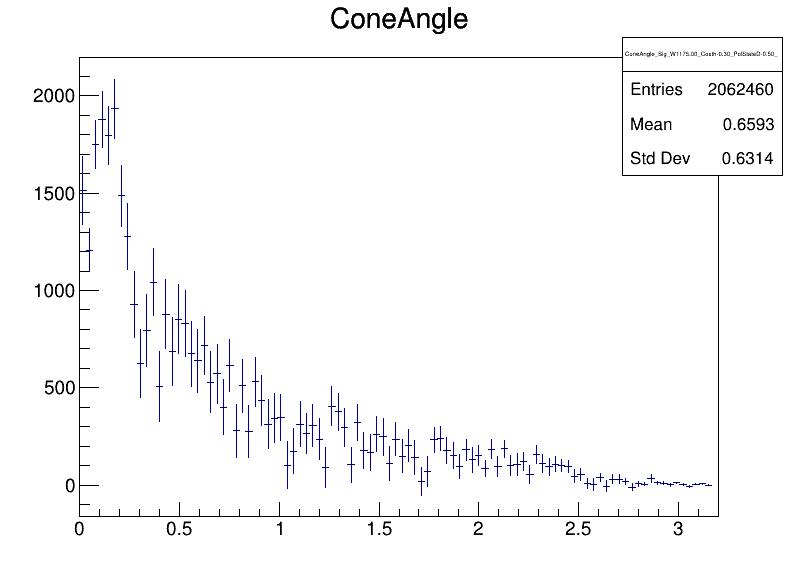 ConeAngle
ConeAngle_Sig_W1175.00_Costh-0.30_PolStateD-0.50_
Entries 2062460
Mean 0.6593
Std Dev 0.6314
2000
1500
1000
500
0
0 0.5 1 1.5 2 2.5 3